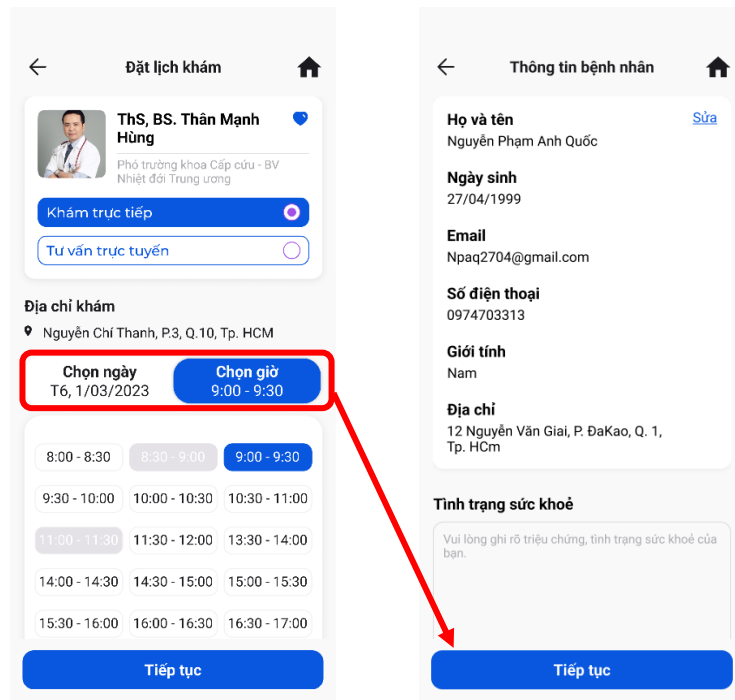 Đặt lịch khám
ThS, BS. Thân Mạnh
Hùng
Phó trường khoa Cấp cứu - BV
Nhiệt đới Trung ương
Khám trực tiếp
Tư vấn trực tuyến
Địa chỉ khám
Nguyễn Chí Thanh, P.3, Q.10, Tp. HCM
Chọn ngày
T6, 1/03/2023
Chọn giờ
9:00 - 9:30
8:00 - 8:30
8:30 - 9:00
9:00 - 9:30
9:30 - 10:00
10:00 - 10:30
10:30 - 11:00
11:00 - 11:30
11:30 - 12:00
13:30 - 14:00
14:00 - 14:30
14:30 - 15:00
15:00 - 15:30
15:30 - 16:00
16:00 - 16:30
16:30 - 17:00
Tiếp tục
Thông tin bệnh nhân
Họ và tên
Sửa
Nguyễn Phạm Anh Quốc
Ngày sinh
27/04/1999
Email
Npaq2704@gmail.com
Số điện thoại
0974703313
Giới tính
Nam
Địa chỉ
12 Nguyễn Văn Giai, P. ĐaKao, Q. 1,
Tp. HCm
Tình trạng sức khoẻ
Vui lòng ghi rõ triệu chứng, tình trạng sức khoẻ của
bạn.
Tiếp tục